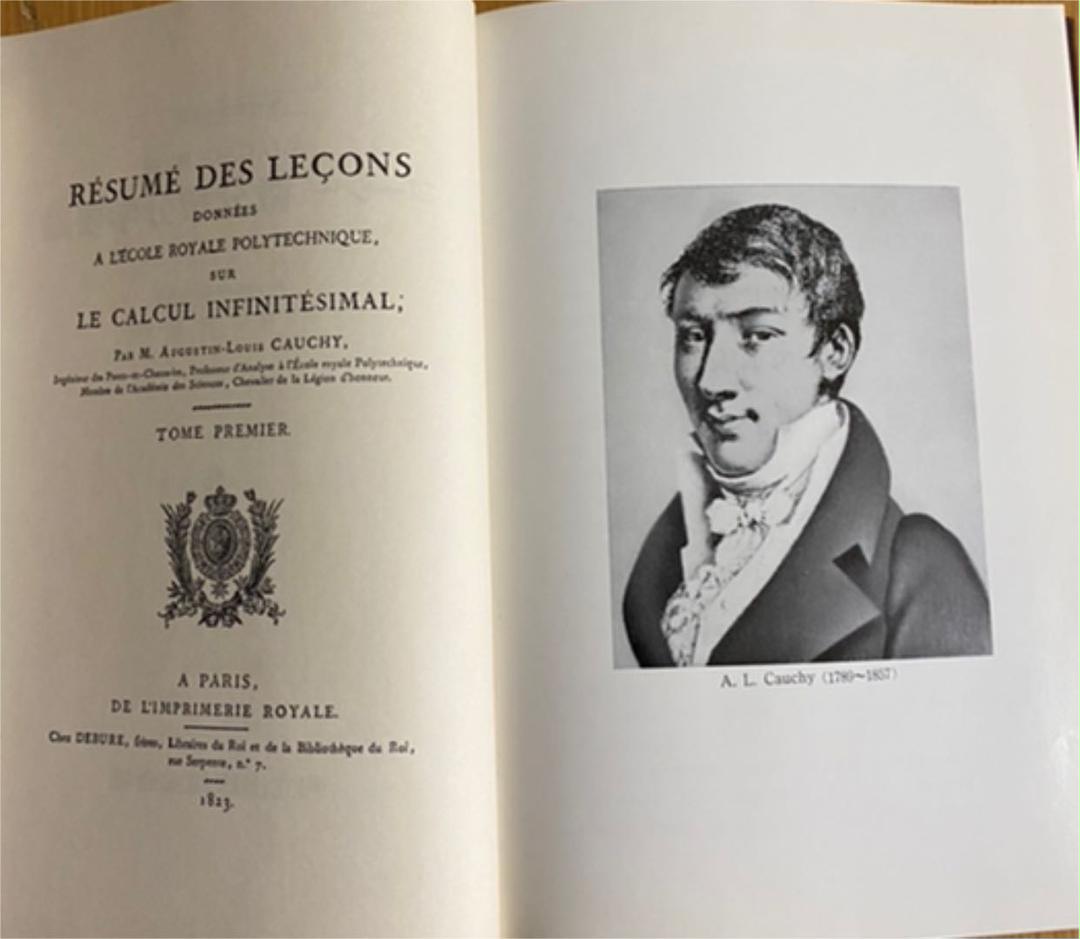 RÉSUMÉ DES LEÇONS
DONNÉES
A L'ÉCOLE ROYALE POLYTECHNIQUE,
SUR
LE CALCUL INFINITÉSIMAL;
PAR M. AUGUSTIN-LOUIS CAUCHY,
Ingénieur des Ponts et Chaussées, Professeur d'Analyse à l'École royale Polytechnique,
Membre de l'Académie des Sciences, Chevalier de la Légion d'honneur.
TOME PREMIER.
A PARIS,
DE L'IMPRIMERIE ROYALE.
Chez DEBURE, frères, Libraires du Roi et de la Bibliothèque du Roi,
rue Serpente, n.° 7.
1823.
A. L. Cauchy (1789~1857)